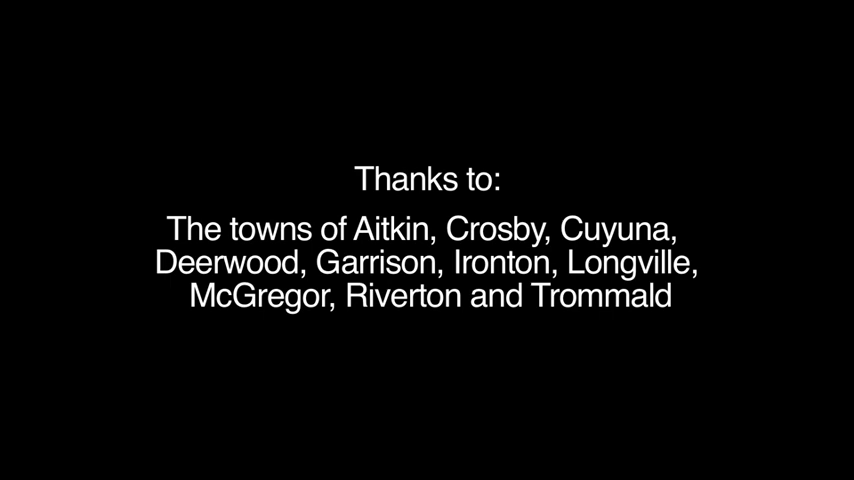 Thanks to:
The towns of Aitkin, Crosby, Cuyuna,
Deerwood, Garrison, Ironton, Longville,
McGregor, Riverton and Trommald